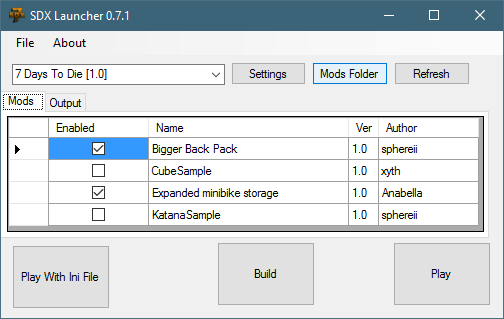 SDX Launcher 0.7.1
File About
7 Days To Die [1.0] Settings Mods Folder Refresh
Mods Output
Enabled Name Ver Author
Bigger Back Pack 1.0 sphereii
CubeSample 1.0 xyth
Expanded minibike storage 1.0 Anabella
KatanaSample 1.0 sphereii
Play With Ini File Build Play